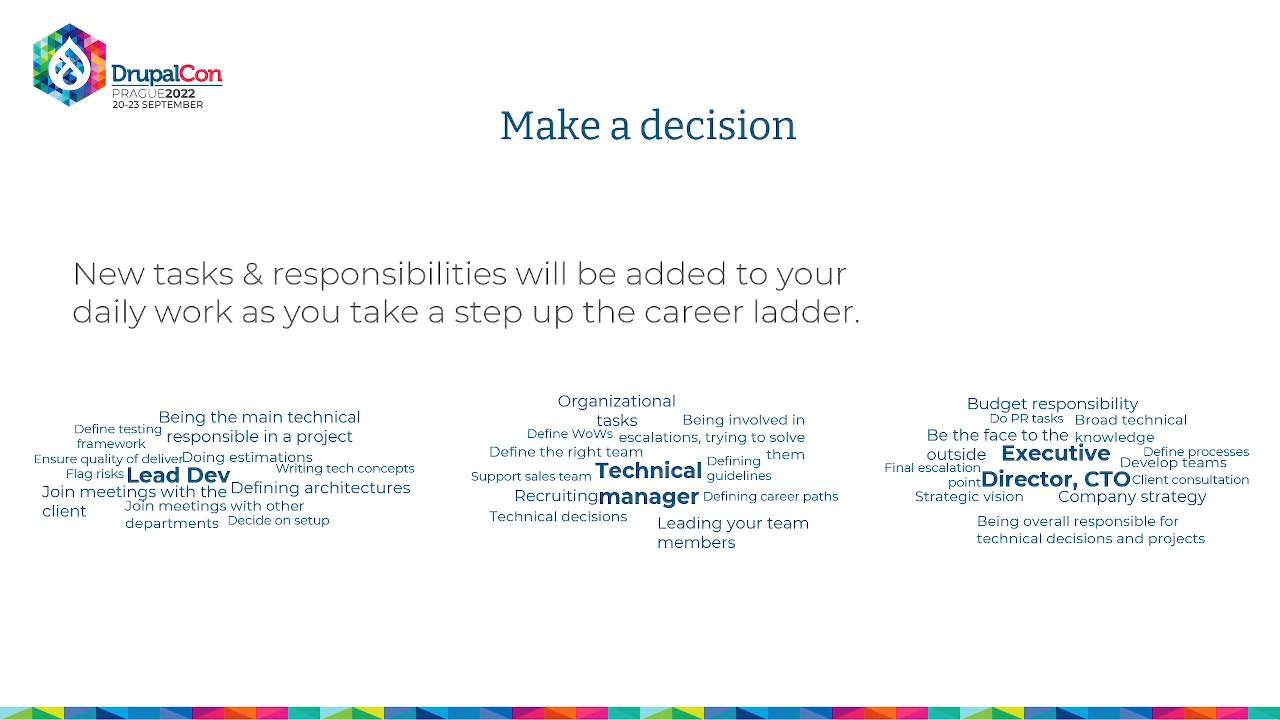 DrupalCon
PRAGUE2022
20-23 SEPTEMBER
Make a decision
New tasks & responsibilities will be added to your
daily work as you take a step up the career ladder.
Being the main technical
responsible in a project
Define testing
framework
Ensure quality of deliver
Doing estimations
Flag risks
Lead Dev
Writing tech concepts
Join meetings with the
client
Defining architectures
Join meetings with other
departments
Decide on setup
Organizational
tasks
Being involved in
escalations, trying to solve
them
Define WoWs
Define the right team
Support sales team
Technical
manager
Defining
guidelines
Recruiting
Defining career paths
Technical decisions
Leading your team
members
Budget responsibility
Do PR tasks
Broad technical
knowledge
Be the face to the
outside
Executive
Director, CTO
Define processes
Develop teams
Final escalation
point
Client consultation
Strategic vision
Company strategy
Being overall responsible for
technical decisions and projects